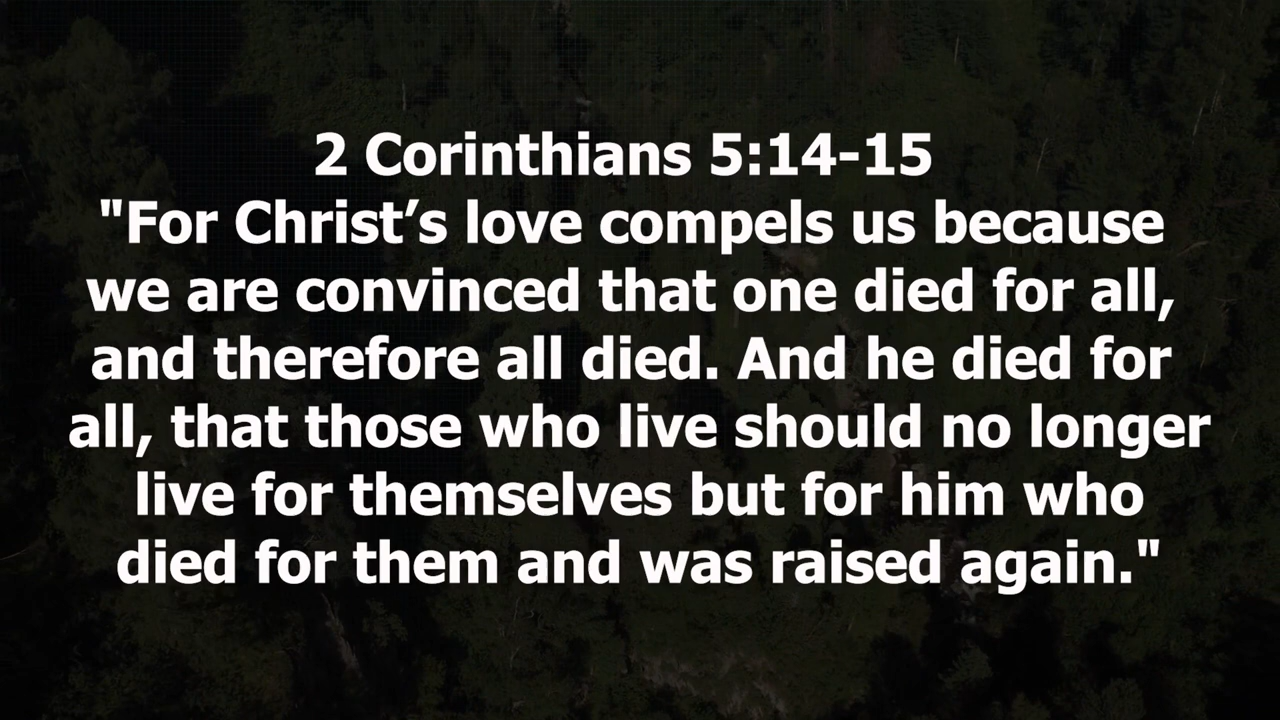 2 Corinthians 5:14-15
"For Christ’s love compels us because
we are convinced that one died for all,
and therefore all died. And he died for
all, that those who live should no longer
live for themselves but for him who
died for them and was raised again."